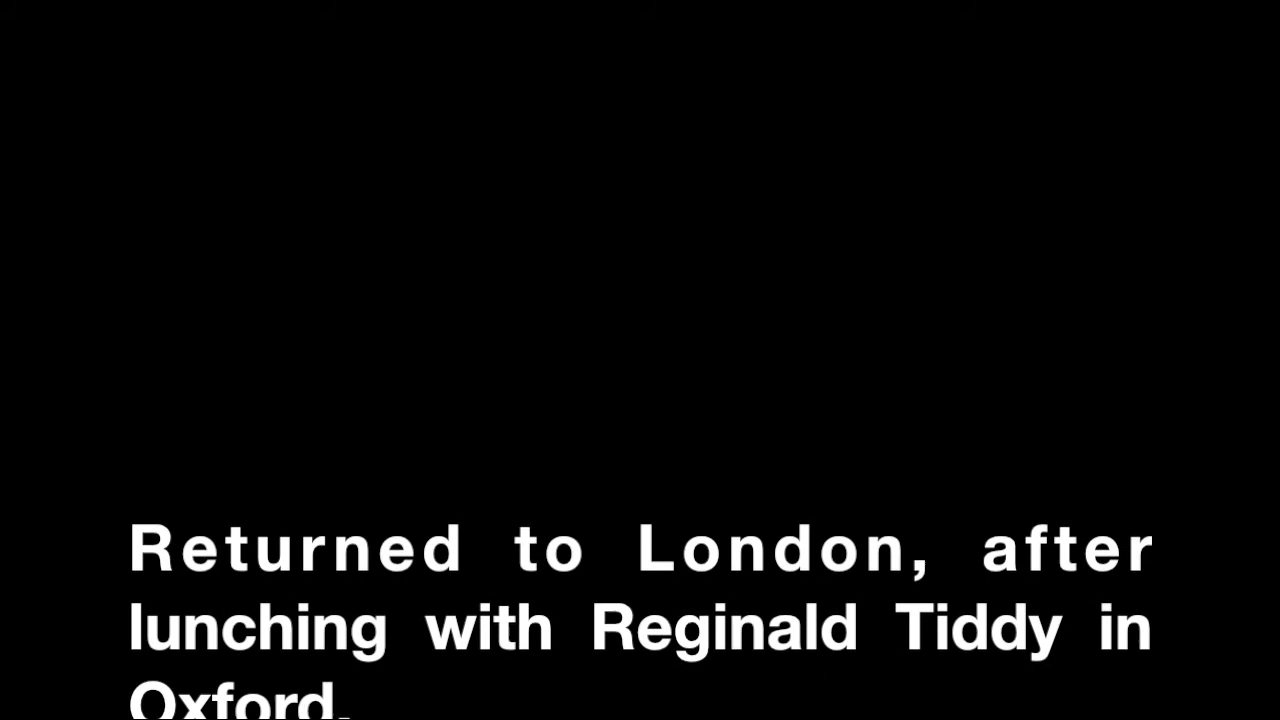 Returned to London, after
lunching with Reginald Tiddy in
Oxford.